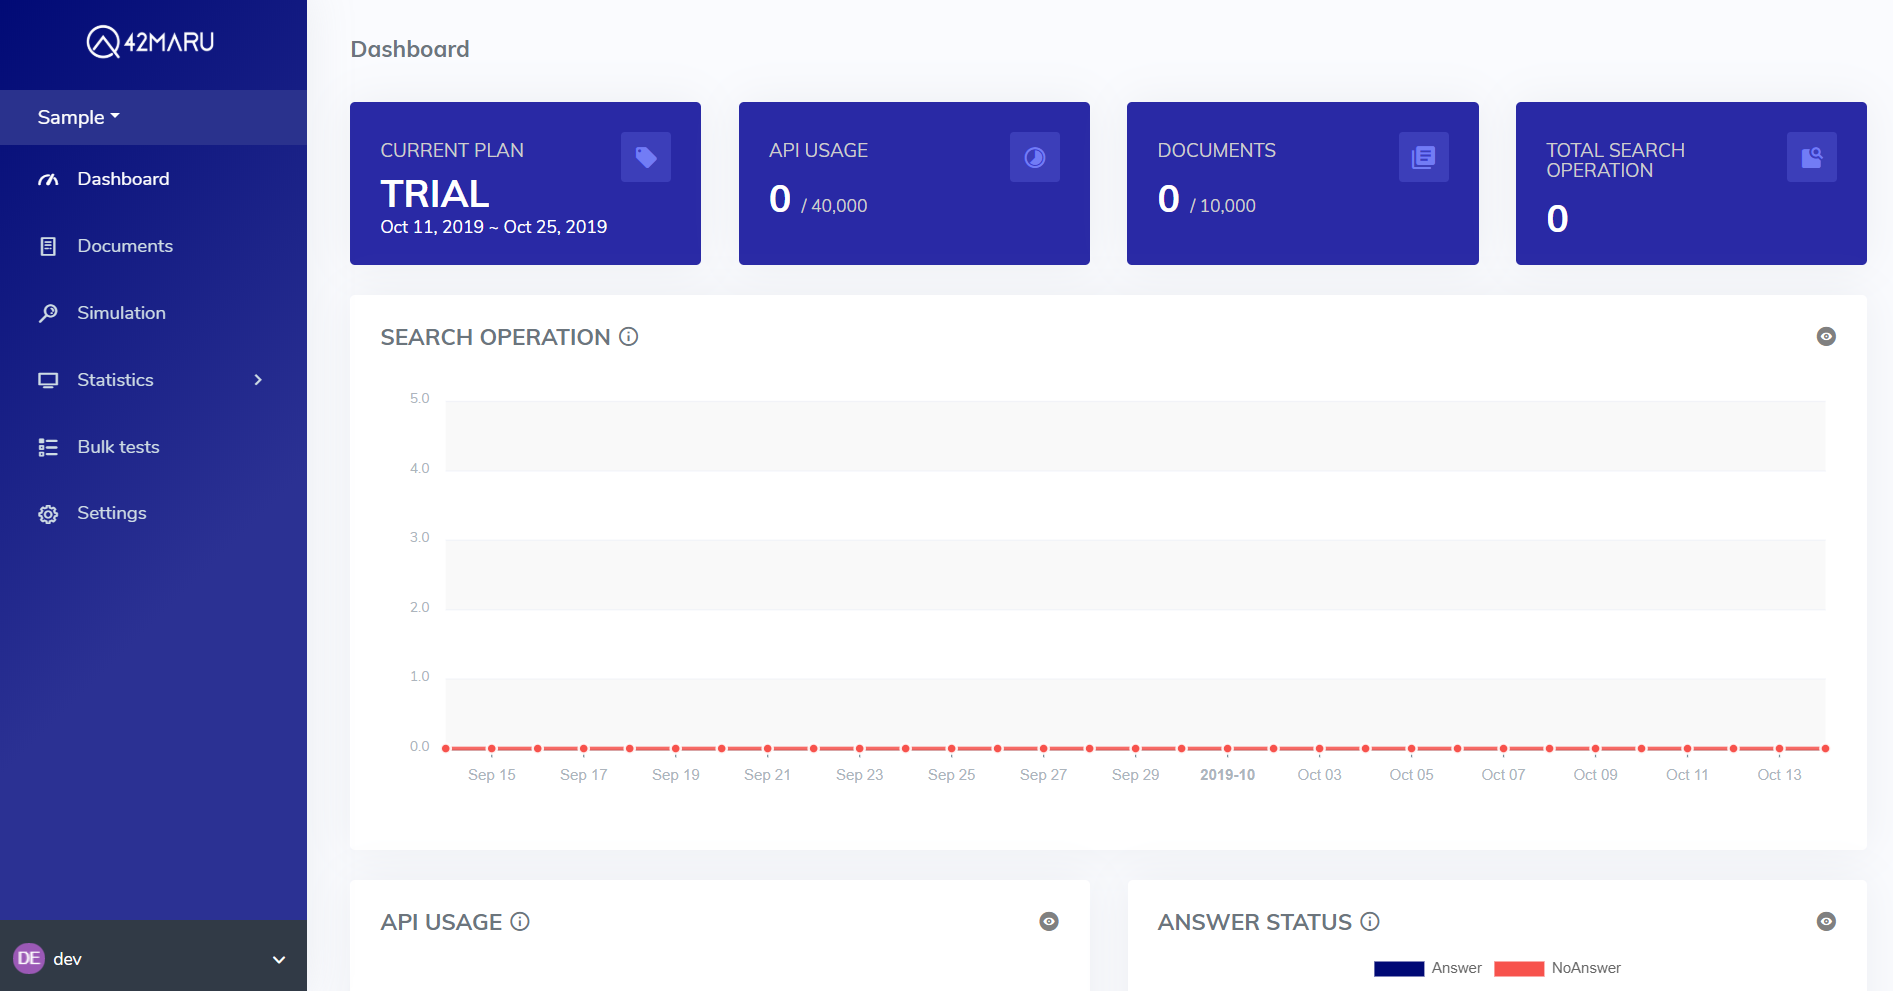 42MARU
Sample
Dashboard
Documents
Simulation
Statistics
Bulk tests
Settings
DE dev
Dashboard
CURRENT PLAN
TRIAL
Oct 11, 2019 ~ Oct 25, 2019
API USAGE
0 / 40,000
DOCUMENTS
0 / 10,000
TOTAL SEARCH
OPERATION
0
SEARCH OPERATION
5.0
4.0
3.0
2.0
1.0
0.0
Sep 15 Sep 17 Sep 19 Sep 21 Sep 23 Sep 25 Sep 27 Sep 29 2019-10 Oct 03 Oct 05 Oct 07 Oct 09 Oct 11 Oct 13
API USAGE
ANSWER STATUS
Answer NoAnswer